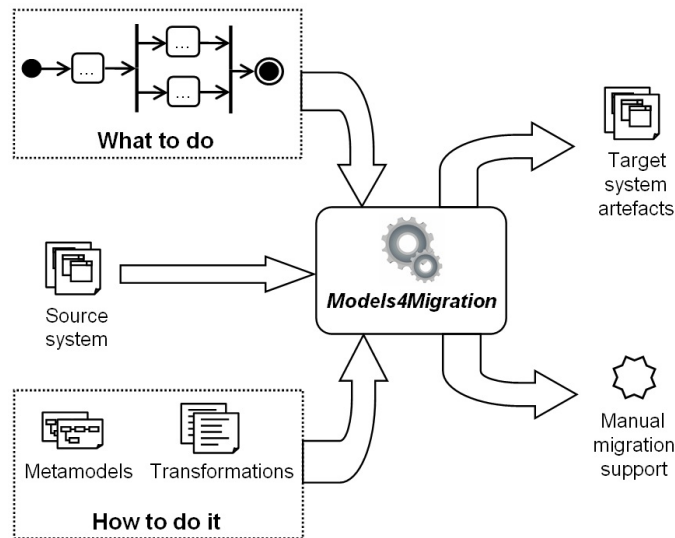 ...
...
...
What to do
Source
system
Models4Migration
Target
system
artefacts
Metamodels Transformations
How to do it
Manual
migration
support